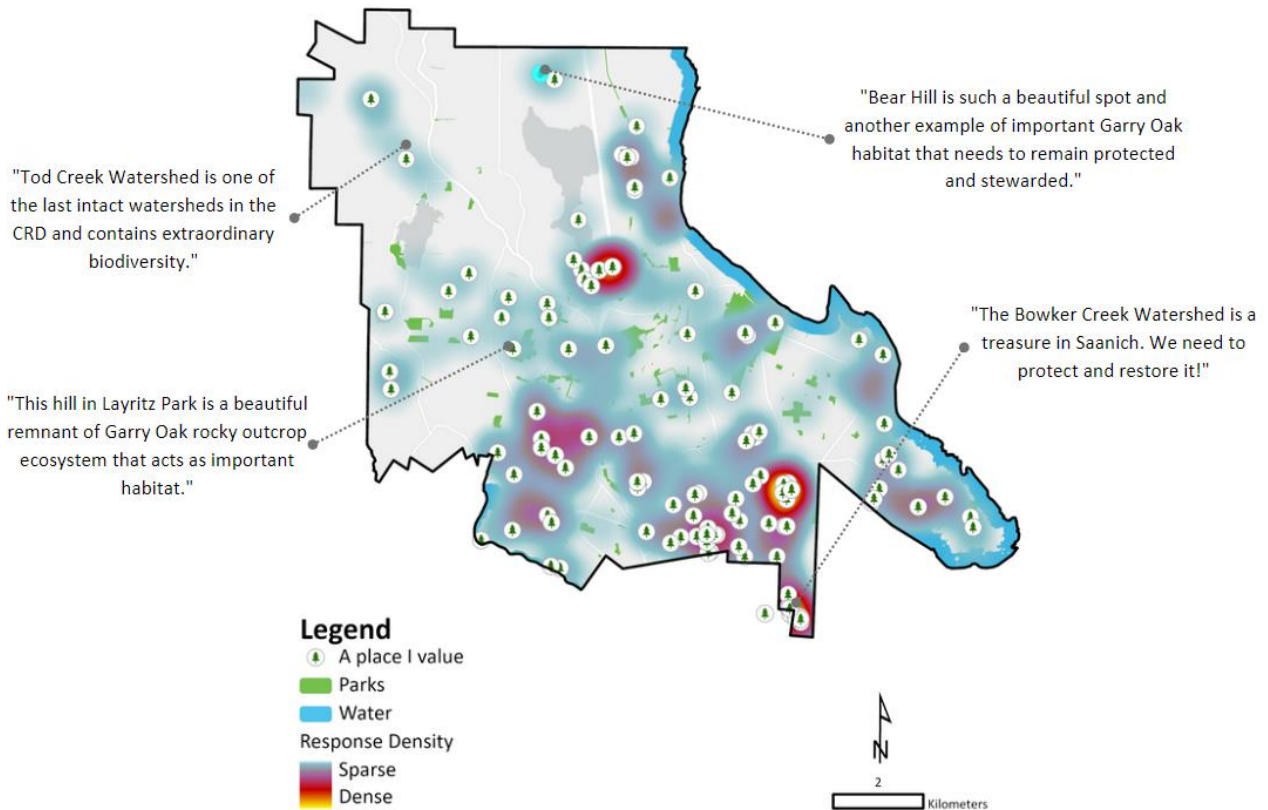 "Bear Hill is such a beautiful spot and
another example of important Garry Oak
habitat that needs to remain protected
and stewarded."
"Tod Creek Watershed is one of
the last intact watersheds in the
CRD and contains extraordinary
biodiversity."
"The Bowker Creek Watershed is a
treasure in Saanich. We need to
protect and restore it!"
"This hill in Layritz Park is a beautiful
remnant of Garry Oak rocky outcrop
ecosystem that acts as important
habitat."
Legend
A place I value
Parks
Water
Response Density
Sparse
Dense
N
2
Kilometers